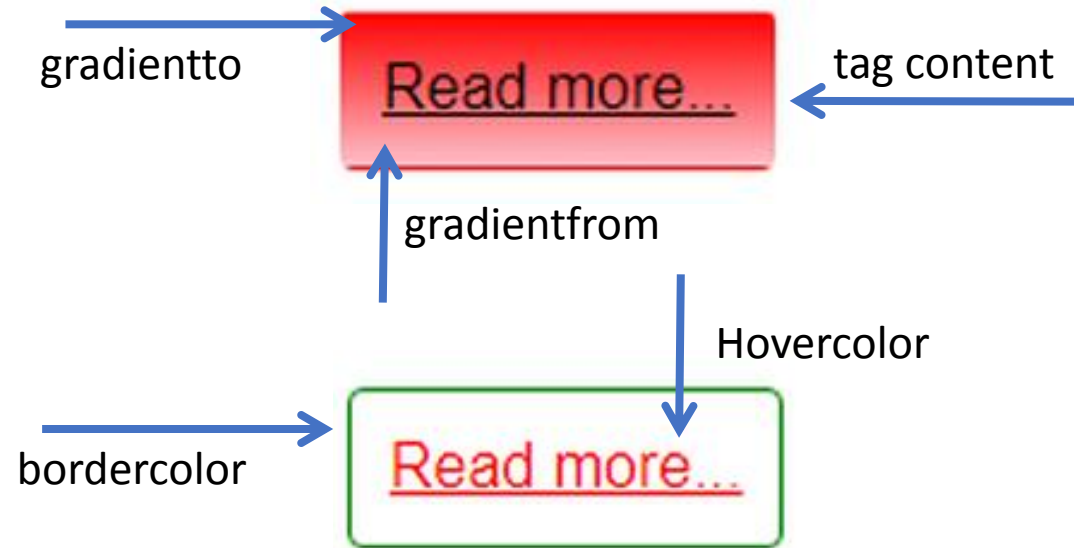 gradientto
Read more...
tag content
gradientfrom
Hovercolor
bordercolor
Read more...